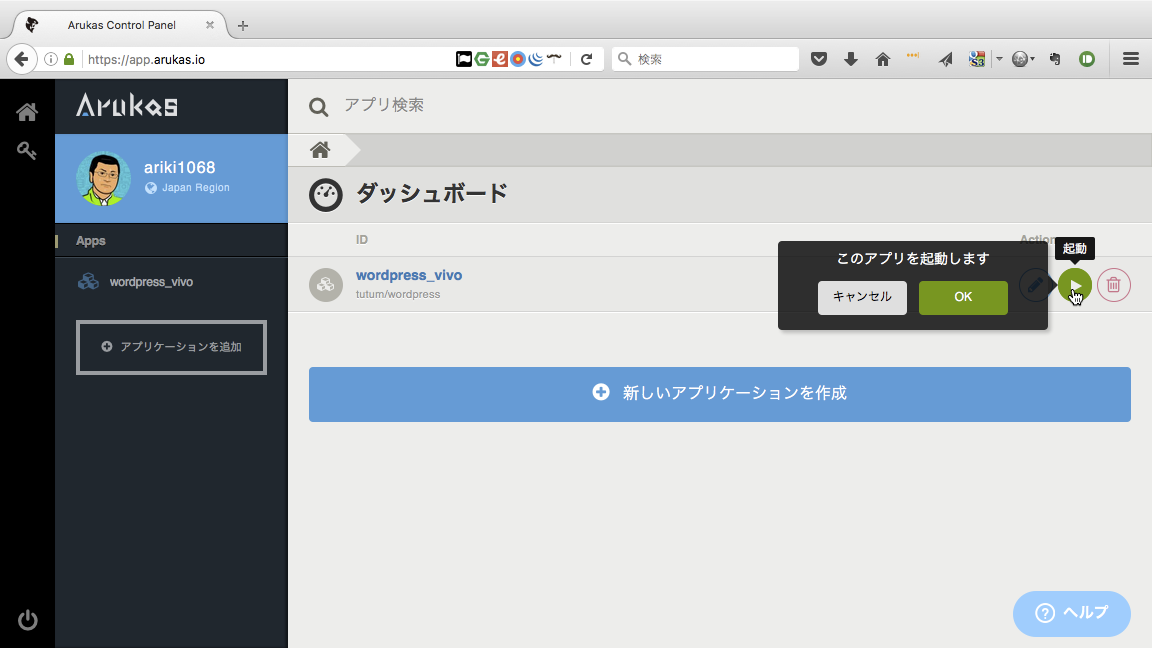 Arukas Control Panel
https://app.arukas.io
検索
Arukas
アプリ検索
ariki1068
Japan Region
ダッシュボード
Apps
ID
Action
起動
wordpress_vivo
wordpress_vivo
tutum/wordpress
このアプリを起動します
キャンセル
OK
アプリケーションを追加
新しいアプリケーションを作成
ヘルプ